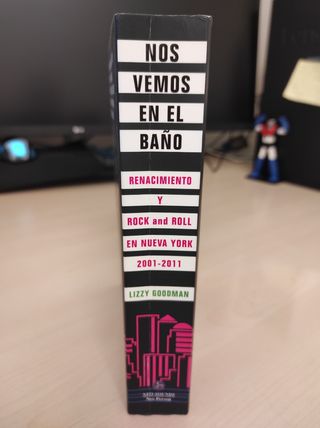 NOS
VEMOS
EN EL
BAÑO
RENACIMIENTO
Y
ROCK and ROLL
EN NUEVA YORK
2001-2011
LIZZY GOODMAN